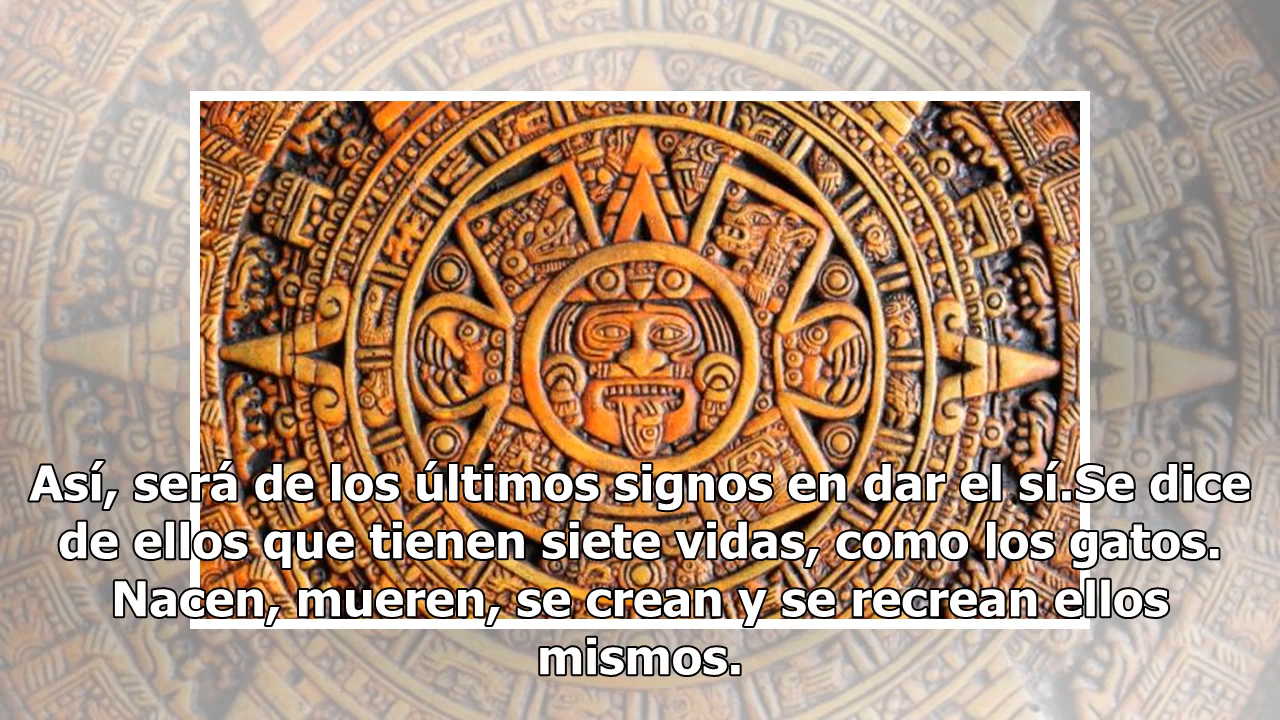 Así, será de los últimos signos en dar el sí.Se dice
de ellos que tienen siete vidas, como los gatos.
Nacen, mueren, se crean y se recrean ellos
mismos.